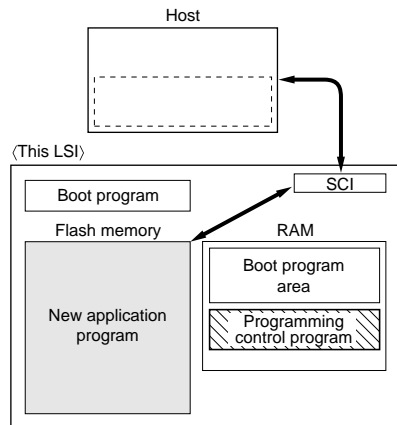 Host
〈This LSI〉
SCI
Boot program
Flash memory
RAM
Boot program
area
New application
program
Programming
control program